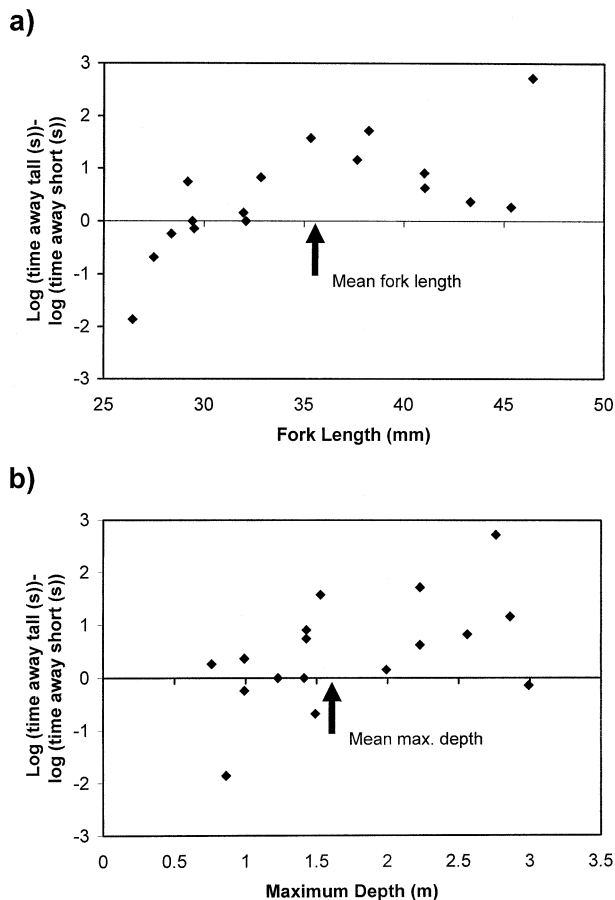 a)
Log (time away tall (s))-
log (time away short (s))
3
2
1
0
-1
-2
-3
Mean fork length
25 30 35 40 45 50
Fork Length (mm)
b)
Log (time away tall (s))-
log (time away short (s))
3
2
1
0
-1
-2
-3
Mean max. depth
0 0.5 1 1.5 2 2.5 3 3.5
Maximum Depth (m)